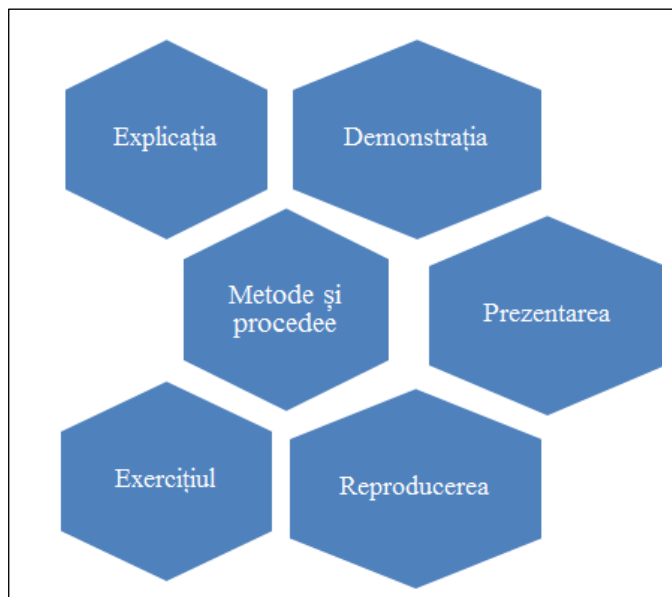 Explicația
Demonstrația
Metode și
procedee
Prezentarea
Exercițiul
Reproducerea